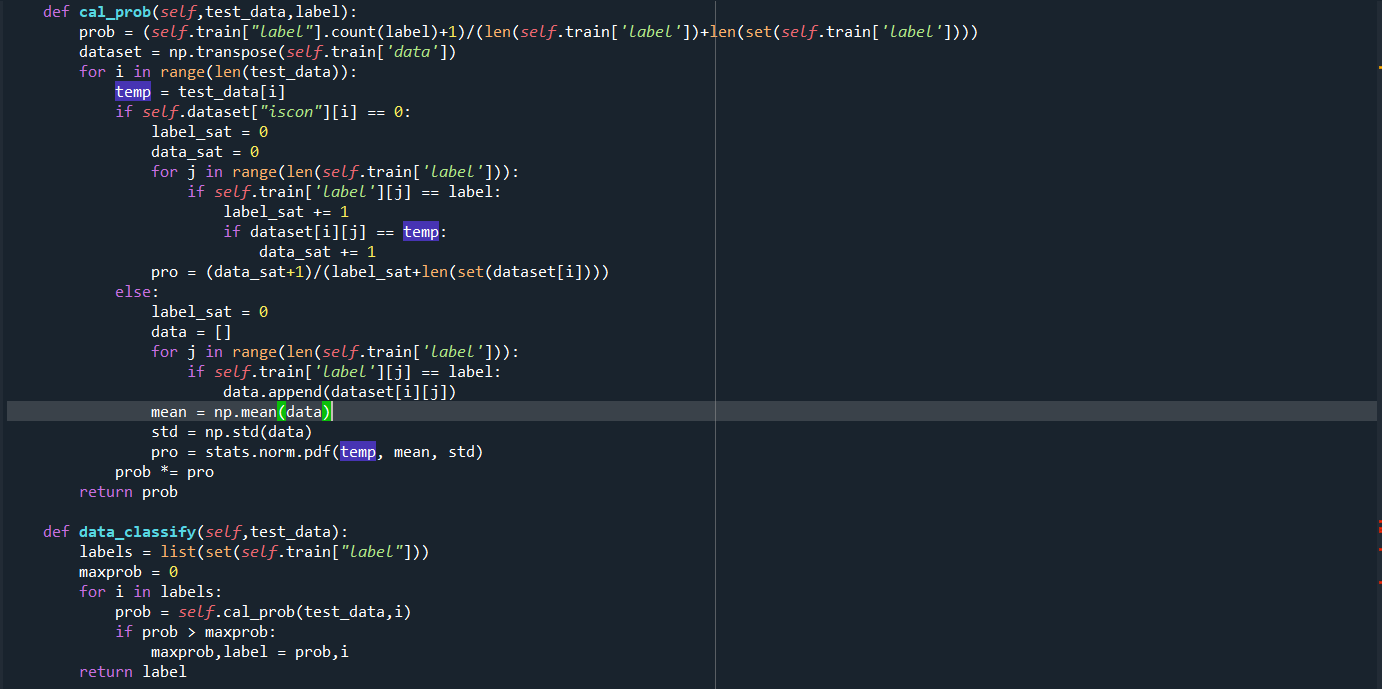 def cal_prob(self,test_data,label):
    prob = (self.train["label"].count(label)+1)/(len(self.train['label'])+len(set(self.train['label'])))
    dataset = np.transpose(self.train['data'])
    for i in range(len(test_data)):
        temp = test_data[i]
        if self.dataset["iscon"][i] == 0:
            label_sat = 0
            data_sat = 0
            for j in range(len(self.train['label'])):
                if self.train['label'][j] == label:
                    label_sat += 1
                    if dataset[i][j] == temp:
                        data_sat += 1
            pro = (data_sat+1)/(label_sat+len(set(dataset[i])))
        else:
            label_sat = 0
            data = []
            for j in range(len(self.train['label'])):
                if self.train['label'][j] == label:
                    data.append(dataset[i][j])
            mean = np.mean(data)
            std = np.std(data)
            pro = stats.norm.pdf(temp, mean, std)
        prob *= pro
    return prob

def data_classify(self,test_data):
    labels = list(set(self.train["label"]))
    maxprob = 0
    for i in labels:
        prob = self.cal_prob(test_data,i)
        if prob > maxprob:
            maxprob,label = prob,i
    return label